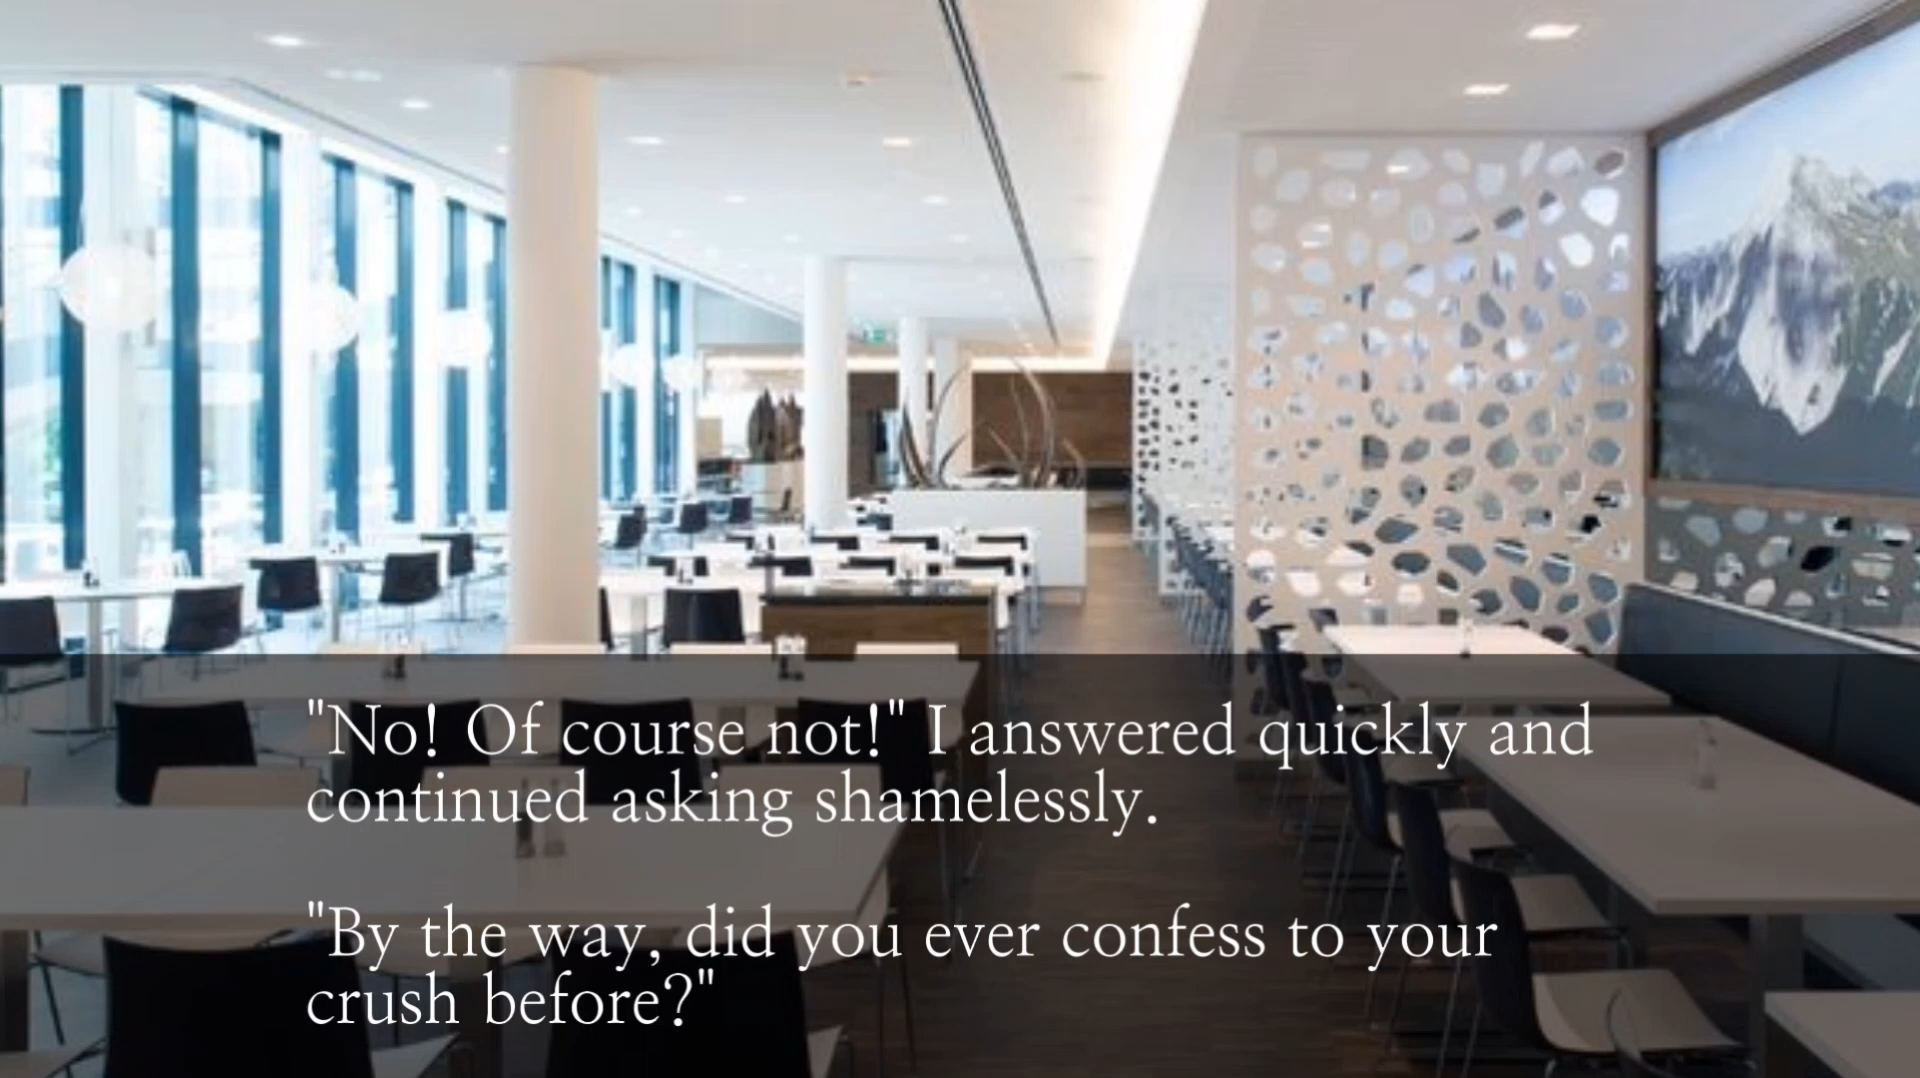 "No! Of course not!" I answered quickly and
continued asking shamelessly.
"By the way, did you ever confess to your
crush before?"